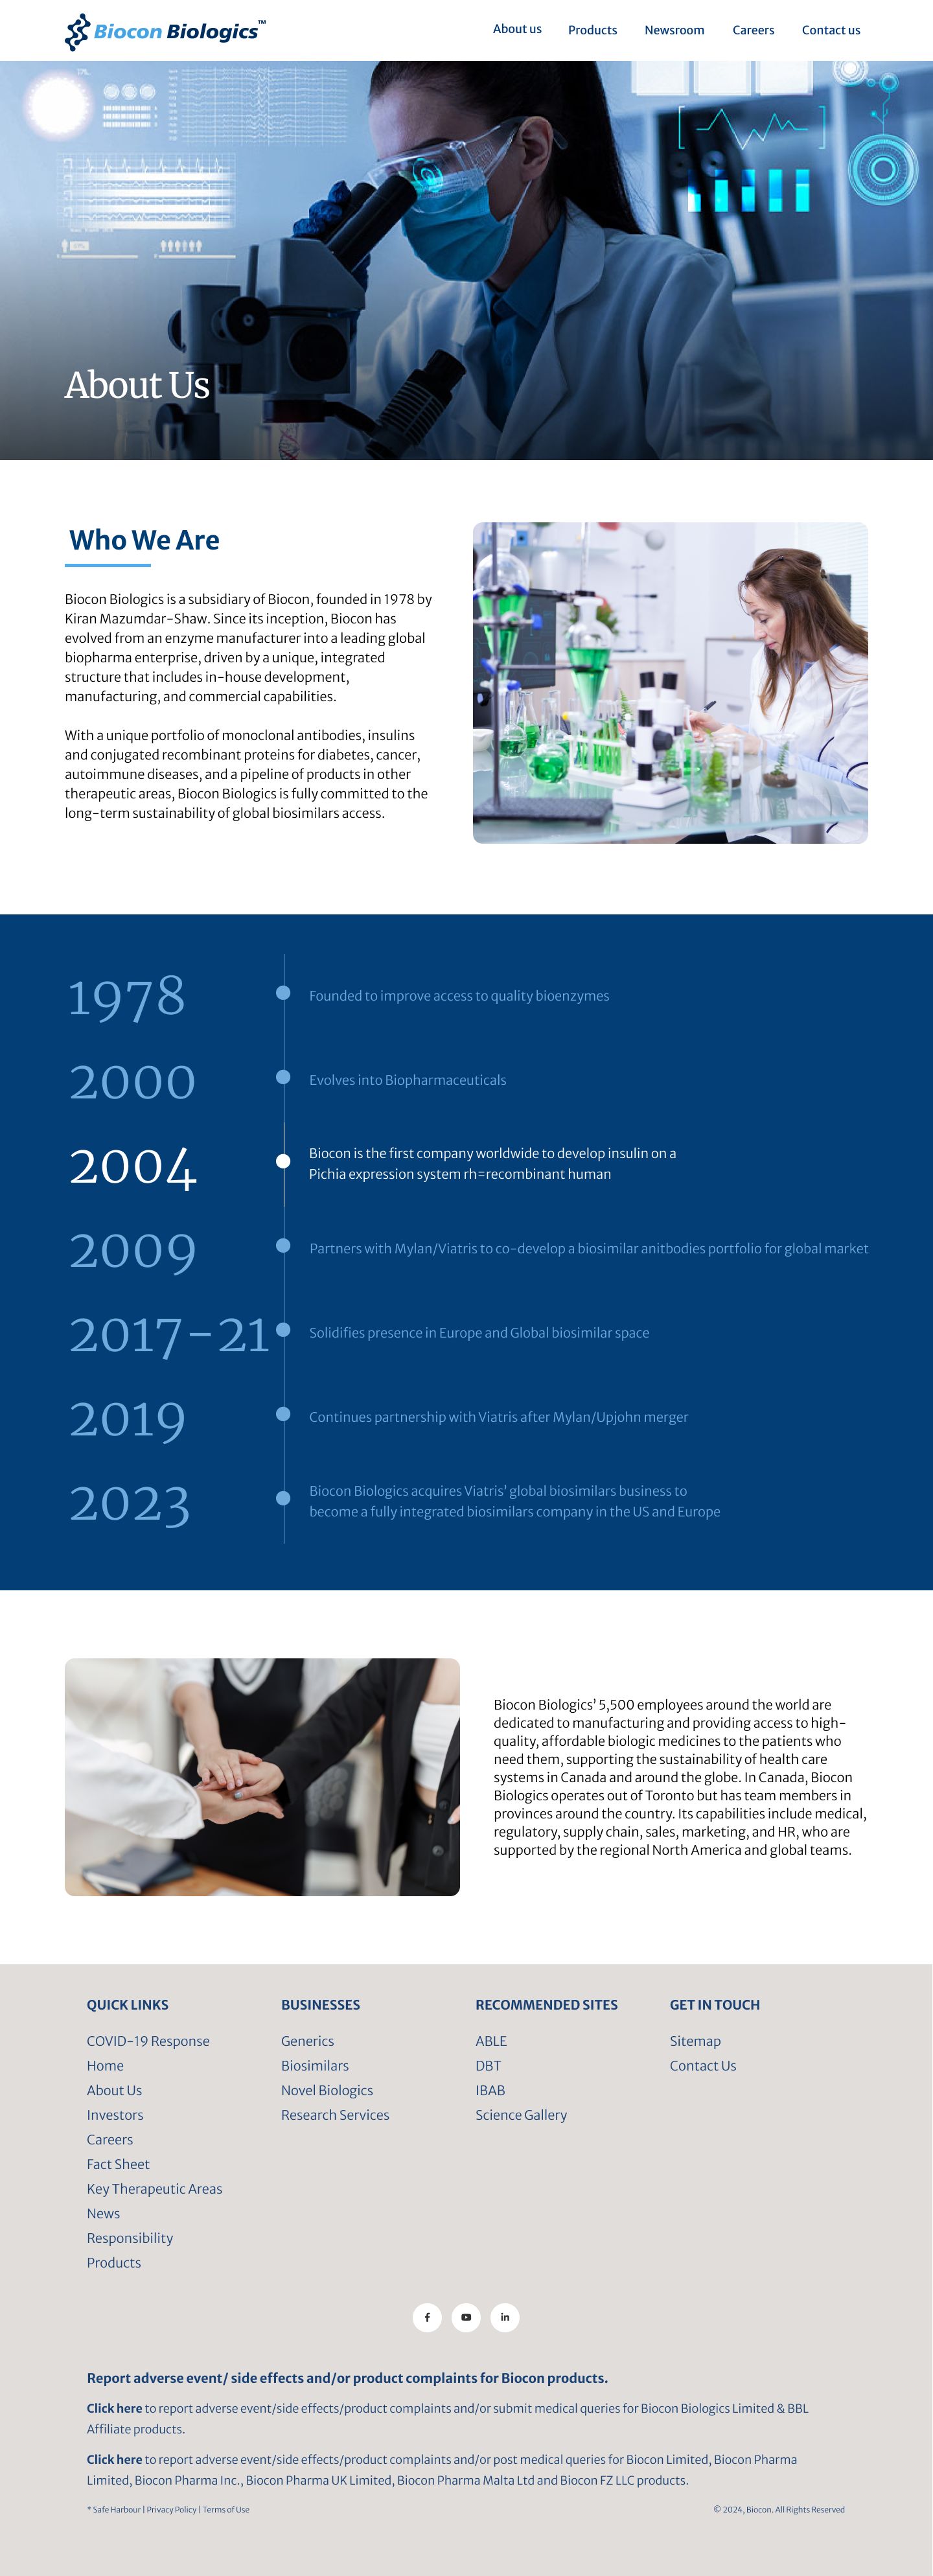 Biocon Biologics™
About us
Products
Newsroom
Careers
Contact us
About Us
Who We Are
Biocon Biologics is a subsidiary of Biocon, founded in 1978 by
Kiran Mazumdar-Shaw. Since its inception, Biocon has
evolved from an enzyme manufacturer into a leading global
biopharma enterprise, driven by a unique, integrated
structure that includes in-house development,
manufacturing, and commercial capabilities.
With a unique portfolio of monoclonal antibodies, insulins
and conjugated recombinant proteins for diabetes, cancer,
autoimmune diseases, and a pipeline of products in other
therapeutic areas, Biocon Biologics is fully committed to the
long-term sustainability of global biosimilars access.
1978
Founded to improve access to quality bioenzymes
2000
Evolves into Biopharmaceuticals
2004
Biocon is the first company worldwide to develop insulin on a
Pichia expression system rh=recombinant human
2009
Partners with Mylan/Viatris to co-develop a biosimilar anitbodies portfolio for global market
2017-21
Solidifies presence in Europe and Global biosimilar space
2019
Continues partnership with Viatris after Mylan/Upjohn merger
2023
Biocon Biologics acquires Viatris’ global biosimilars business to
become a fully integrated biosimilars company in the US and Europe
Biocon Biologics’ 5,500 employees around the world are
dedicated to manufacturing and providing access to high-
quality, affordable biologic medicines to the patients who
need them, supporting the sustainability of health care
systems in Canada and around the globe. In Canada, Biocon
Biologics operates out of Toronto but has team members in
provinces around the country. Its capabilities include medical,
regulatory, supply chain, sales, marketing, and HR, who are
supported by the regional North America and global teams.
QUICK LINKS
COVID-19 Response
Home
About Us
Investors
Careers
Fact Sheet
Key Therapeutic Areas
News
Responsibility
Products
BUSINESSES
Generics
Biosimilars
Novel Biologics
Research Services
RECOMMENDED SITES
ABLE
DBT
IBAB
Science Gallery
GET IN TOUCH
Sitemap
Contact Us
Report adverse event/ side effects and/or product complaints for Biocon products.
Click here to report adverse event/side effects/product complaints and/or submit medical queries for Biocon Biologics Limited & BBL
Affiliate products.
Click here to report adverse event/side effects/product complaints and/or post medical queries for Biocon Limited, Biocon Pharma
Limited, Biocon Pharma Inc., Biocon Pharma UK Limited, Biocon Pharma Malta Ltd and Biocon FZ LLC products.
* Safe Harbour | Privacy Policy | Terms of Use
© 2024, Biocon. All Rights Reserved